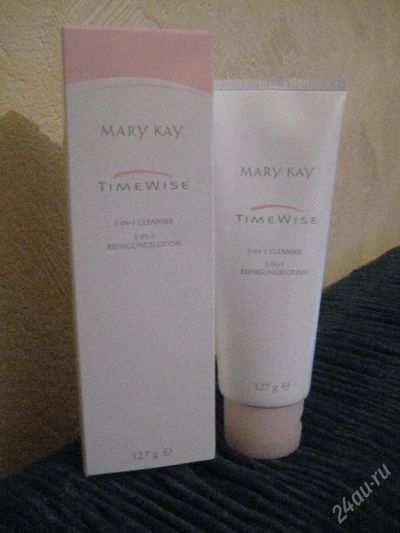 MARY KAY
TIMEWISE
3-IN-1 CLEANSER
3-IN-1
REINIGUNGSLOTION
127 g ℮
MARY KAY
TIMEWISE
3-IN-1 CLEANSER
3-IN-1
REINIGUNGSLOTION
127 g ℮
24au.ru